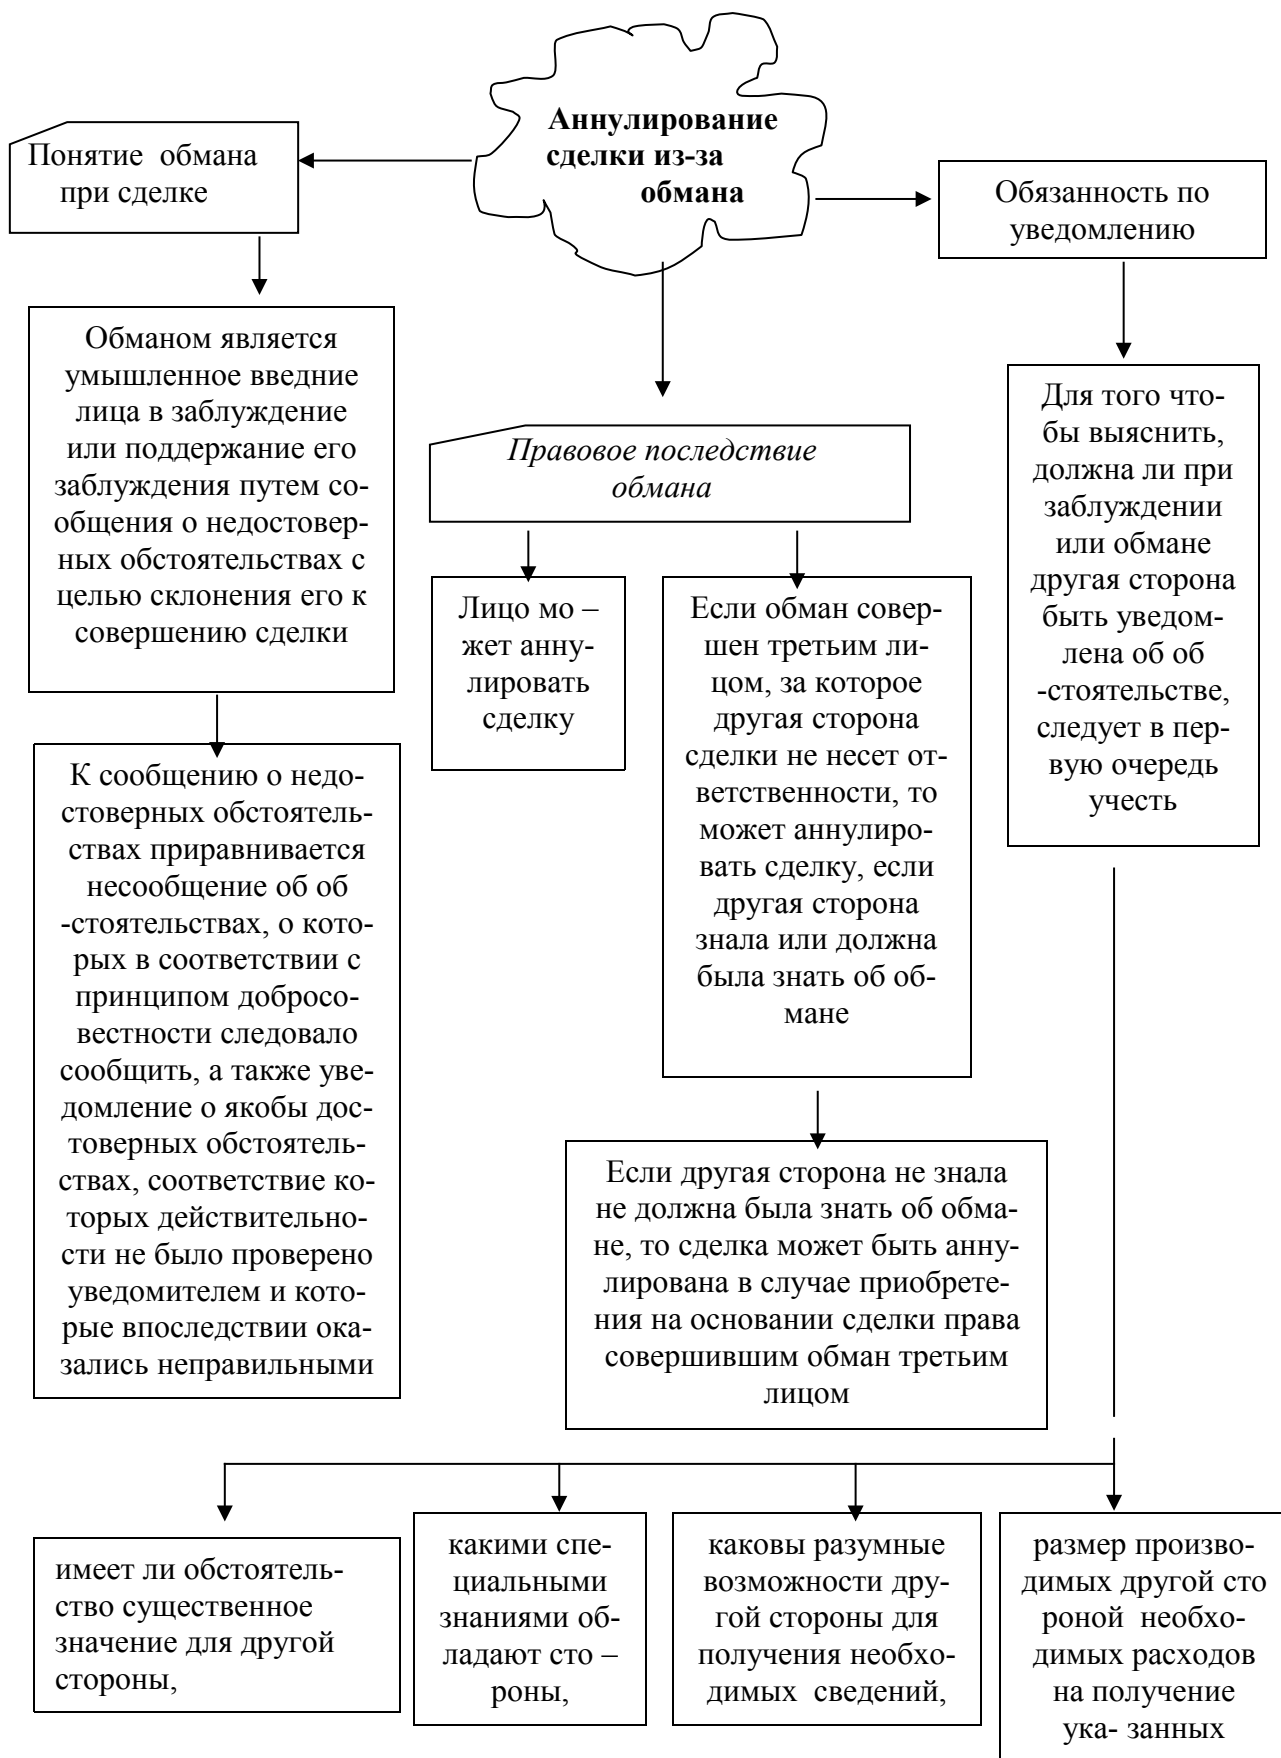 Аннулирование
сделки из-за
обмана
Понятие обмана
при сделке
Обязанность по
уведомлению
Обманом является
умышленное введние
лица в заблуждение
или поддержание его
заблуждения путем со-
общения о недостовер-
ных обстоятельствах с
целью склонения его к
совершению сделки
К сообщению о недо-
стоверных обстоятель-
ствах приравнивается
несообщение об об
-стоятельствах, о кото-
рых в соответствии с
принципом добросо-
вестности следовало
сообщить, а также уве-
домление о якобы дос-
товерных обстоятель-
ствах, соответствие ко-
торых действительно-
сти не было проверено
уведомителем и кото-
рые впоследствии ока-
зались неправильными
Правовое последствие
обмана
Лицо мо –
жет анну-
лировать
сделку
Если обман совер-
шен третьим ли-
цом, за которое
другая сторона
сделки не несет от-
ветственности, то
может аннулиро-
вать сделку, если
другая сторона
знала или должна
была знать об об-
мане
Если другая сторона не знала
не должна была знать об обма-
не, то сделка может быть анну-
лирована в случае приобрете-
ния на основании сделки права
совершившим обман третьим
лицом
Для того что-
бы выяснить,
должна ли при
заблуждении
или обмане
другая сторона
быть уведом-
лена об об
-стоятельстве,
следует в пер-
вую очередь
учесть
имеет ли обстоятель-
ство существенное
значение для другой
стороны,
какими спе-
циальными
знаниями об-
ладают сто –
роны,
каковы разумные
возможности дру-
гой стороны для
получения необхо-
димых сведений,
размер произво-
димых другой сто
роной необхо-
димых расходов
на получение
ука- занных